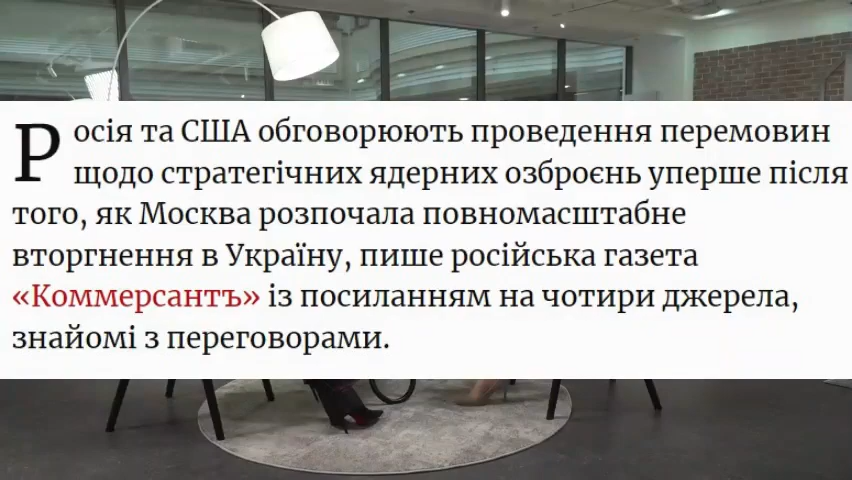 Росія та США обговорюють проведення перемовин
щодо стратегічних ядерних озброєнь уперше після
того, як Москва розпочала повномасштабне
вторгнення в Україну, пише російська газета
«Коммерсантъ» із посиланням на чотири джерела,
знайомі з переговорами.